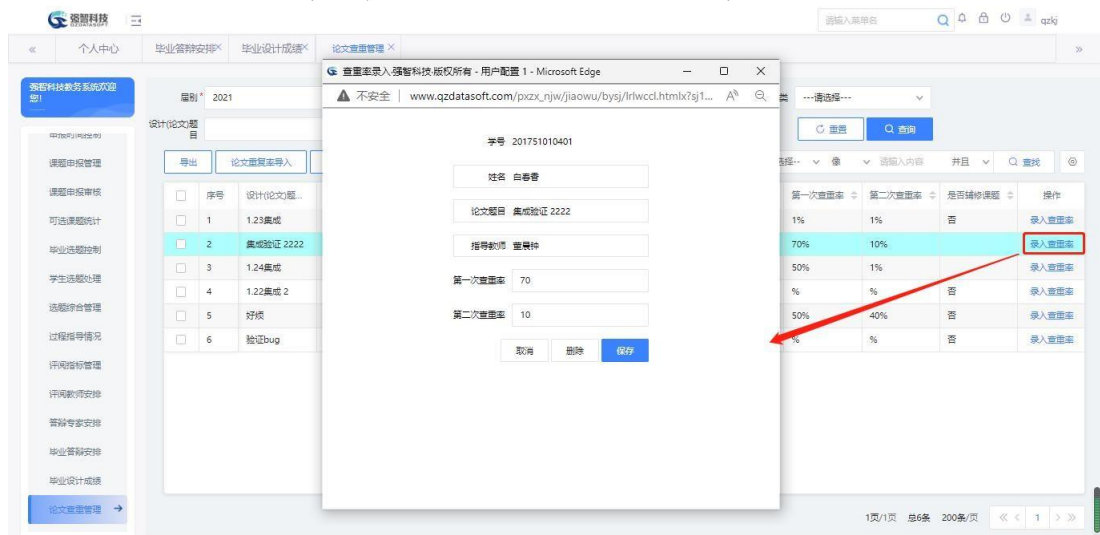 强智科技
QZDATASOFT
请输入菜单名
qzkj
« 个人中心 毕业答辩安排× 毕业设计成绩× 论文查重管理× »
强智科技教务系统欢迎您!
申报时间控制
课题申报管理
课题申报审核
可选课题统计
毕业选题控制
学生选题处理
选题综合管理
过程指导情况
评阅指标管理
评阅教师安排
答辩专家安排
毕业答辩安排
毕业设计成绩
论文查重管理 →
届别* 2021
类 ---请选择---
设计(论文)题目
重置 查询
导出 论文重复率导入
选择-- 像 请输入内容 并且 查找
序号 设计(论文)题... 第一次查重率 第二次查重率 是否辅修课题 操作
1 1.23集成 1% 1% 否 录入查重率
2 集成验证 2222 70% 10% 录入查重率
3 1.24集成 50% 1% 录入查重率
4 1.22集成 2 % % 否 录入查重率
5 好烦 50% 40% 否 录入查重率
6 验证bug % % 否 录入查重率
1页/1页 总6条 200条/页 « < 1 > »
查重率录入-强智科技·版权所有 - 用户配置 1 - Microsoft Edge
不安全 | www.qzdatasoft.com/pxzx_njw/jiaowu/bysj/lrlwccl.htmlx?sj1...
学号 201751010401
姓名 白春香
论文题目 集成验证 2222
指导教师 董晨钟
第一次查重率 70
第二次查重率 10
取消 删除 保存